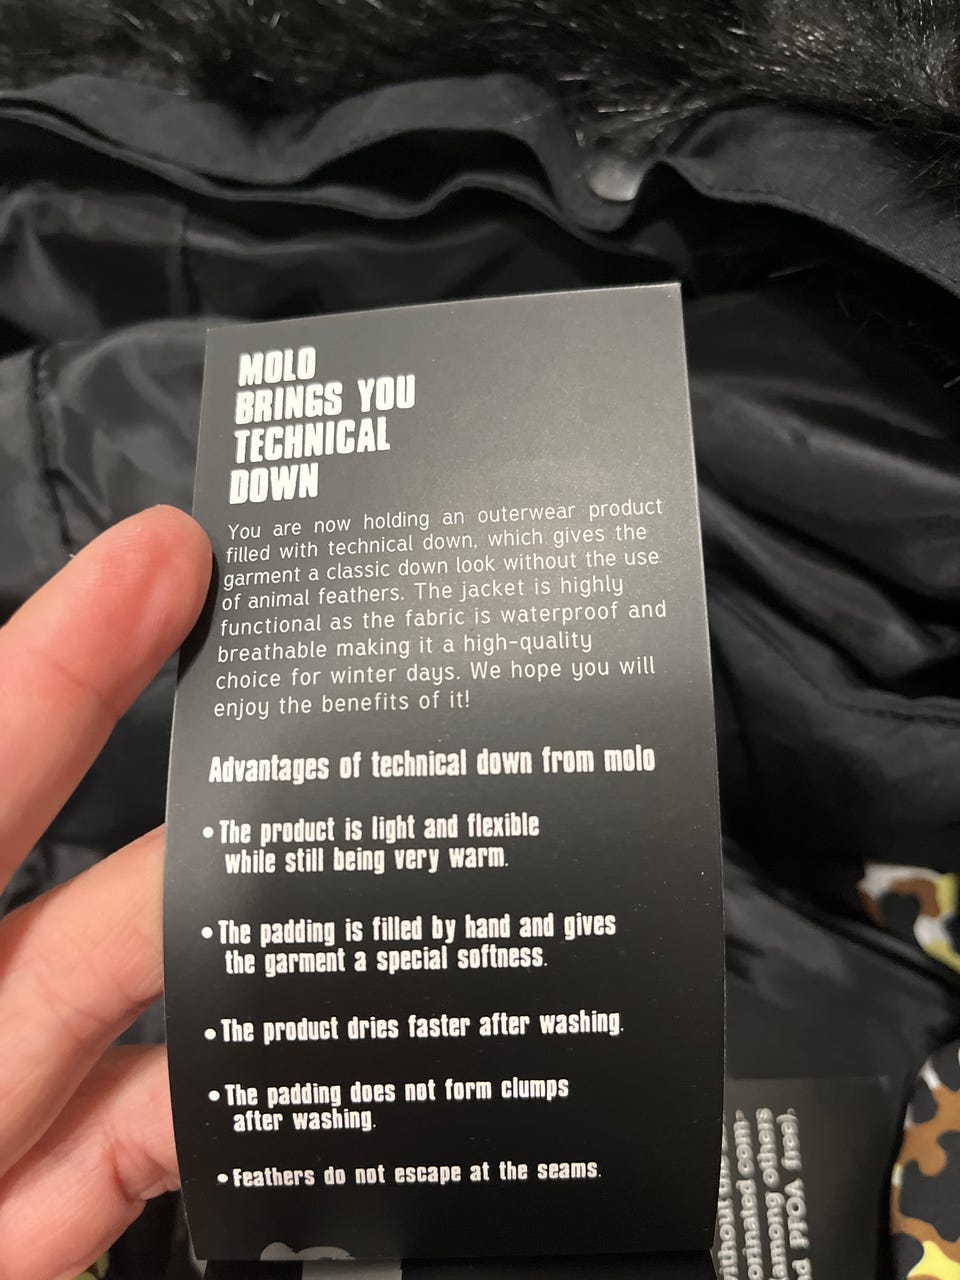 MOLO
BRINGS YOU
TECHNICAL
DOWN
You are now holding an outerwear product
filled with technical down, which gives the
garment a classic down look without the use
of animal feathers. The jacket is highly
functional as the fabric is waterproof and
breathable making it a high-quality
choice for winter days. We hope you will
enjoy the benefits of it!
Advantages of technical down from molo
• The product is light and flexible
while still being very warm.
• The padding is filled by hand and gives
the garment a special softness.
• The product dries faster after washing.
• The padding does not form clumps
after washing.
• Feathers do not escape at the seams.
among others
PFOA free).